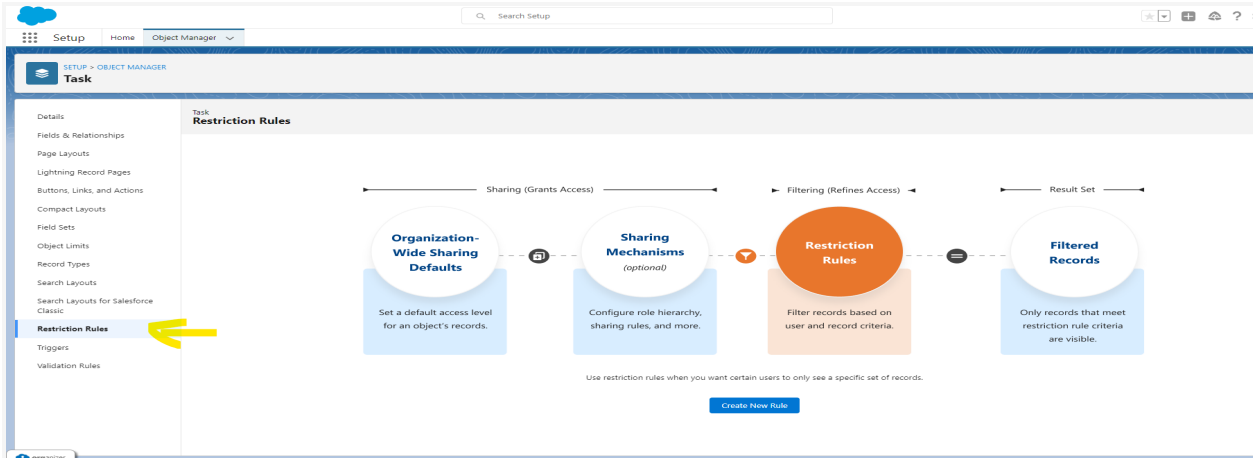 Search Setup
Setup
Home
Object Manager
SETUP > OBJECT MANAGER
Task
Details
Fields & Relationships
Page Layouts
Lightning Record Pages
Buttons, Links, and Actions
Compact Layouts
Field Sets
Object Limits
Record Types
Search Layouts
Search Layouts for Salesforce
Classic
Restriction Rules
Triggers
Validation Rules
Task
Restriction Rules
Sharing (Grants Access)
Filtering (Refines Access)
Result Set
Organization-
Wide Sharing
Defaults
Set a default access level
for an object's records.
Sharing
Mechanisms
(optional)
Configure role hierarchy,
sharing rules, and more.
Restriction
Rules
Filter records based on
user and record criteria.
Filtered
Records
Only records that meet
restriction rule criteria
are visible.
Use restriction rules when you want certain users to only see a specific set of records.
Create New Rule